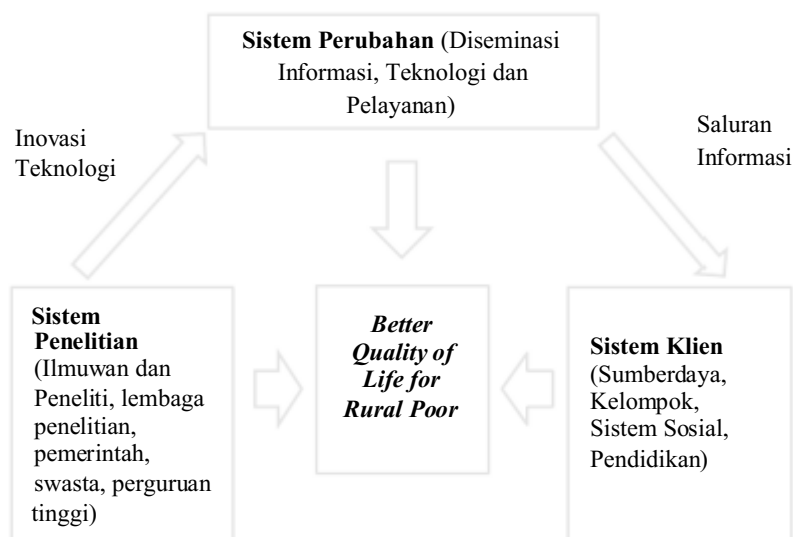 Sistem Perubahan (Diseminasi
Informasi, Teknologi dan
Pelayanan)
Inovasi
Teknologi
Saluran
Informasi
Sistem
Penelitian
(Ilmuwan dan
Peneliti, lembaga
penelitian,
pemerintah,
swasta, perguruan
tinggi)
Better
Quality of
Life for
Rural Poor
Sistem Klien
(Sumberdaya,
Kelompok,
Sistem Sosial,
Pendidikan)